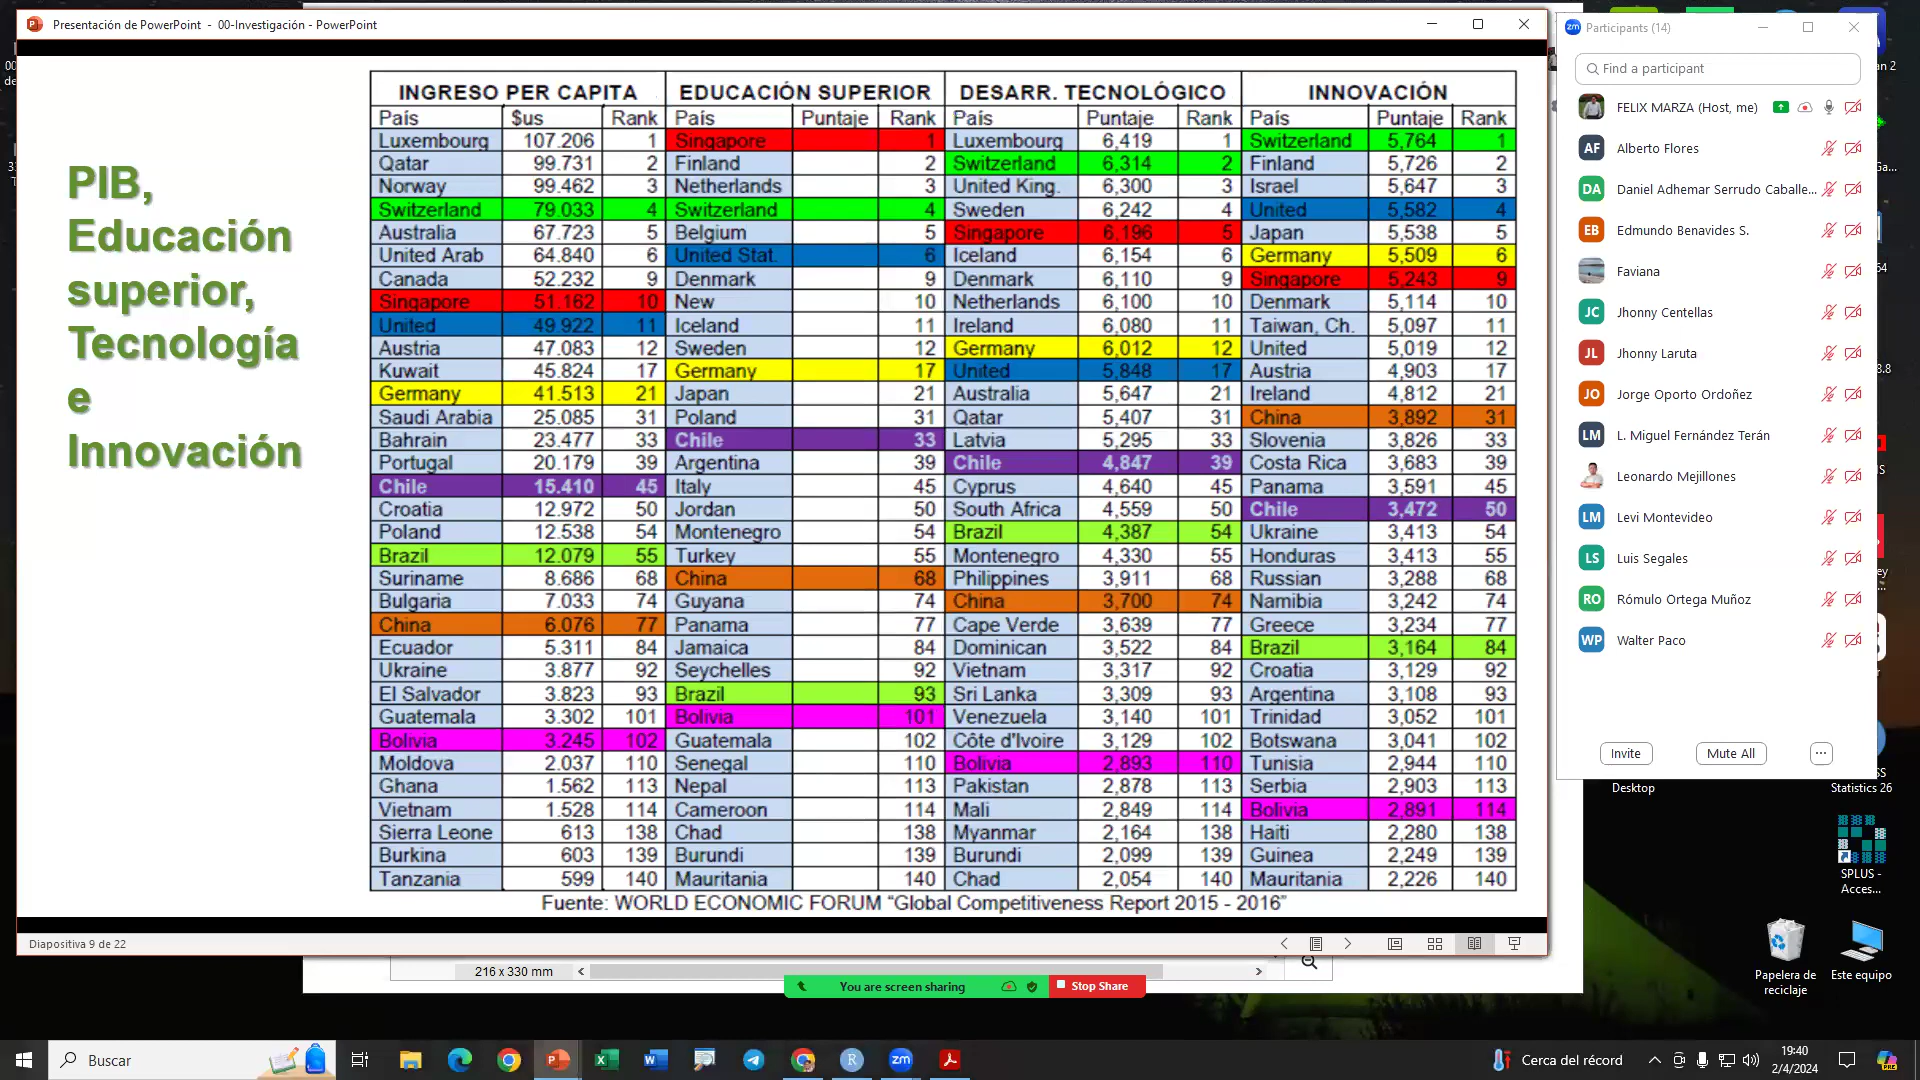 Presentación de PowerPoint - 00-Investigación - PowerPoint
PIB,
Educación
superior,
Tecnología
e
Innovación
INGRESO PER CAPITA EDUCACIÓN SUPERIOR DESARR. TECNOLÓGICO INNOVACIÓN
País $us Rank País Puntaje Rank País Puntaje Rank País Puntaje Rank
Luxembourg 107.206 1 Singapore 1 Luxembourg 6,419 1 Switzerland 5,764 1
Qatar 99.731 2 Finland 2 Switzerland 6,314 2 Finland 5,726 2
Norway 99.462 3 Netherlands 3 United King. 6,300 3 Israel 5,647 3
Switzerland 79.033 4 Switzerland 4 Sweden 6,242 4 United 5,582 4
Australia 67.723 5 Belgium 5 Singapore 6,196 5 Japan 5,538 5
United Arab 64.840 6 United Stat. 6 Iceland 6,154 6 Germany 5,509 6
Canada 52.232 9 Denmark 9 Denmark 6,110 9 Singapore 5,243 9
Singapore 51.162 10 New 10 Netherlands 6,100 10 Denmark 5,114 10
United 49.922 11 Iceland 11 Ireland 6,080 11 Taiwan, Ch. 5,097 11
Austria 47.083 12 Sweden 12 Germany 6,012 12 United 5,019 12
Kuwait 45.824 17 Germany 17 United 5,848 17 Austria 4,903 17
Germany 41.513 21 Japan 21 Australia 5,647 21 Ireland 4,812 21
Saudi Arabia 25.085 31 Poland 31 Qatar 5,407 31 China 3,892 31
Bahrain 23.477 33 Chile 33 Latvia 5,295 33 Slovenia 3,826 33
Portugal 20.179 39 Argentina 39 Chile 4,847 39 Costa Rica 3,683 39
Chile 15.410 45 Italy 45 Cyprus 4,640 45 Panama 3,591 45
Croatia 12.972 50 Jordan 50 South Africa 4,559 50 Chile 3,472 50
Poland 12.538 54 Montenegro 54 Brazil 4,387 54 Ukraine 3,413 54
Brazil 12.079 55 Turkey 55 Montenegro 4,330 55 Honduras 3,413 55
Suriname 8.686 68 China 68 Philippines 3,911 68 Russian 3,288 68
Bulgaria 7.033 74 Guyana 74 China 3,700 74 Namibia 3,242 74
China 6.076 77 Panama 77 Cape Verde 3,639 77 Greece 3,234 77
Ecuador 5.311 84 Jamaica 84 Dominican 3,522 84 Brazil 3,164 84
Ukraine 3.877 92 Seychelles 92 Vietnam 3,317 92 Croatia 3,129 92
El Salvador 3.823 93 Brazil 93 Sri Lanka 3,309 93 Argentina 3,108 93
Guatemala 3.302 101 Bolivia 101 Venezuela 3,140 101 Trinidad 3,052 101
Bolivia 3.245 102 Guatemala 102 Côte d'Ivoire 3,129 102 Botswana 3,041 102
Moldova 2.037 110 Senegal 110 Bolivia 2,893 110 Tunisia 2,944 110
Ghana 1.562 113 Nepal 113 Pakistan 2,878 113 Serbia 2,903 113
Vietnam 1.528 114 Cameroon 114 Mali 2,849 114 Bolivia 2,891 114
Sierra Leone 613 138 Chad 138 Myanmar 2,164 138 Haiti 2,280 138
Burkina 603 139 Burundi 139 Burundi 2,099 139 Guinea 2,249 139
Tanzania 599 140 Mauritania 140 Chad 2,054 140 Mauritania 2,226 140
Fuente: WORLD ECONOMIC FORUM “Global Competitiveness Report 2015 - 2016”
Diapositiva 9 de 22
216 x 330 mm
You are screen sharing
Stop Share
zm Participants (14)
Find a participant
FELIX MARZA (Host, me)
AF Alberto Flores
DA Daniel Adhemar Serrudo Caballe...
EB Edmundo Benavides S.
Faviana
JC Jhonny Centellas
JL Jhonny Laruta
JO Jorge Oporto Ordoñez
LM L. Miguel Fernández Terán
Leonardo Mejillones
LM Levi Montevideo
LS Luis Segales
RO Rómulo Ortega Muñoz
WP Walter Paco
Invite
Mute All
Desktop
Statistics 26
SPLUS -
Acces...
Papelera de
reciclaje
Este equipo
Buscar
zm
Cerca del récord
19:40
2/4/2024